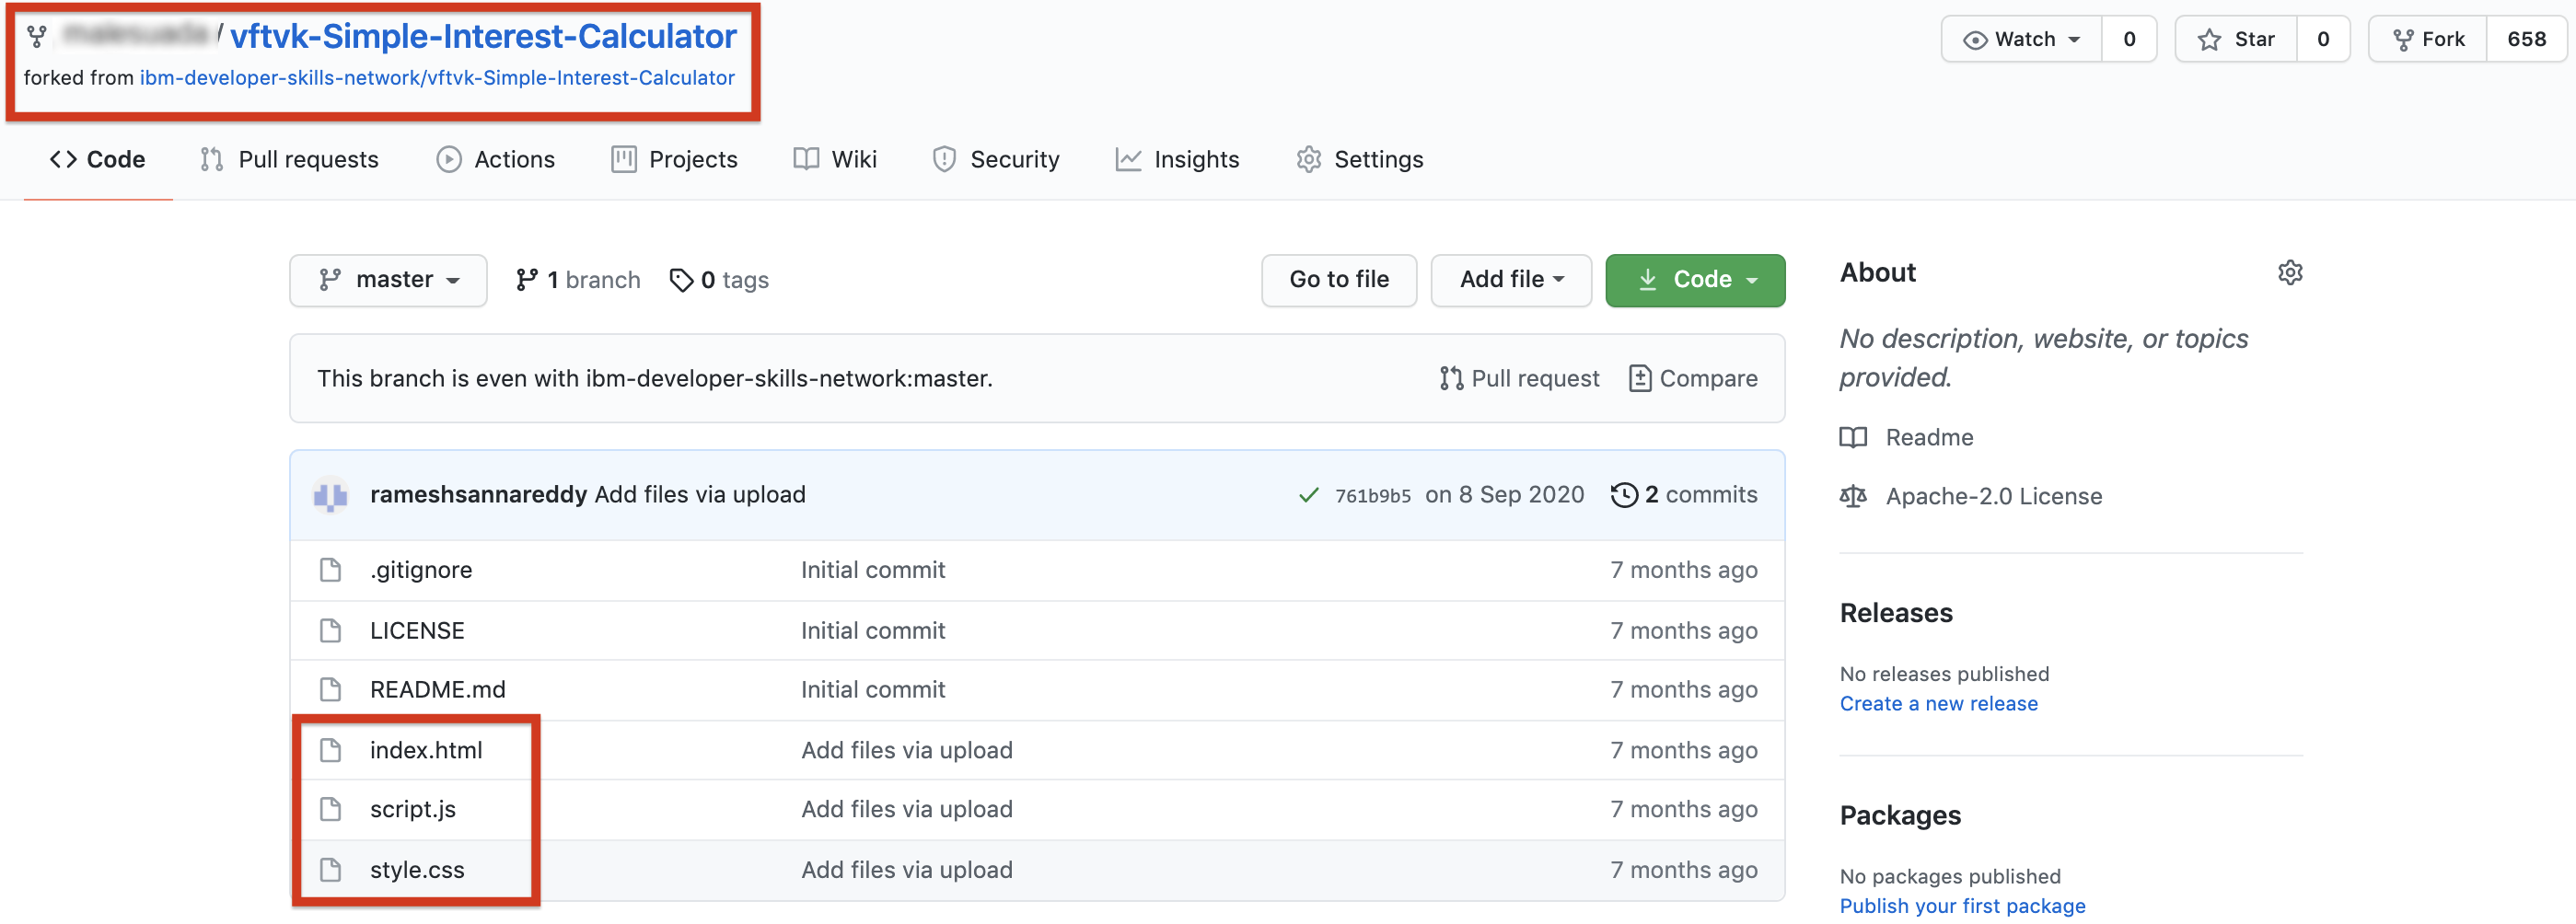 / vftvk-Simple-Interest-Calculator
forked from ibm-developer-skills-network/vftvk-Simple-Interest-Calculator
Watch 0 Star 0 Fork 658
Code Pull requests Actions Projects Wiki Security Insights Settings
master 1 branch 0 tags Go to file Add file Code
This branch is even with ibm-developer-skills-network:master. Pull request Compare
rameshsannareddy Add files via upload 761b9b5 on 8 Sep 2020 2 commits
.gitignore Initial commit 7 months ago
LICENSE Initial commit 7 months ago
README.md Initial commit 7 months ago
index.html Add files via upload 7 months ago
script.js Add files via upload 7 months ago
style.css Add files via upload 7 months ago
About
No description, website, or topics
provided.
Readme
Apache-2.0 License
Releases
No releases published
Create a new release
Packages
No packages published
Publish your first package